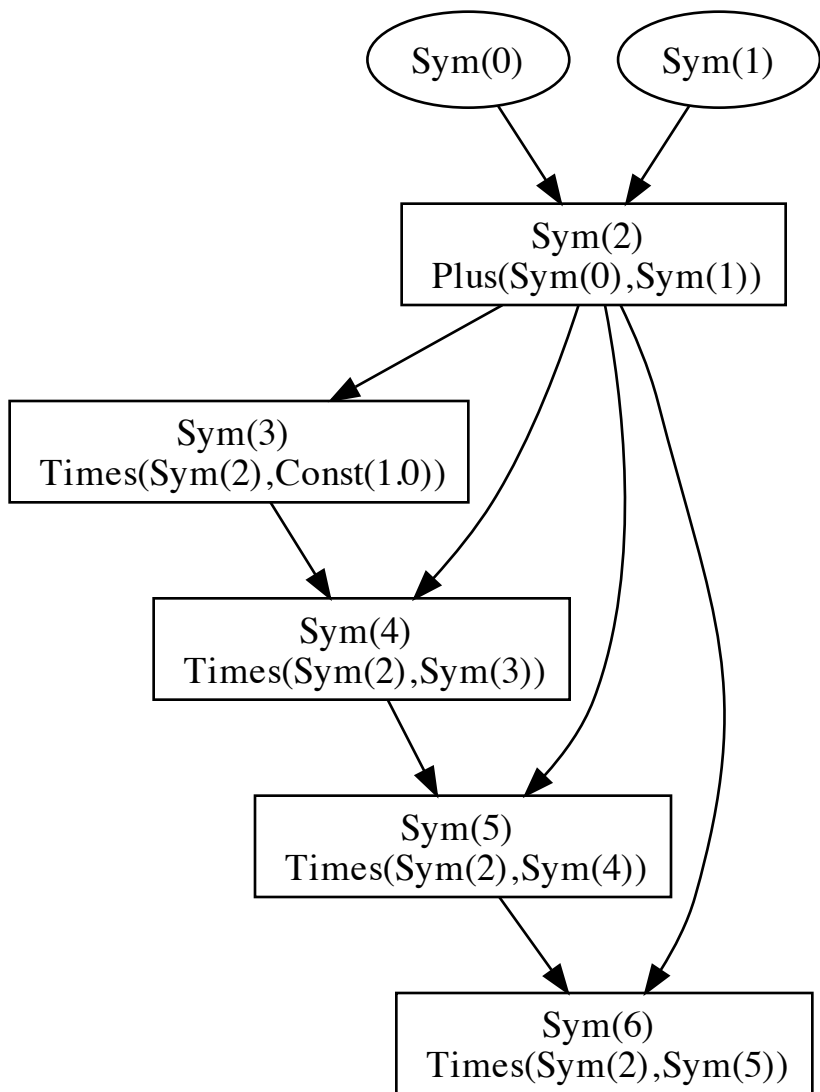 Sym(0)
Sym(1)
Sym(2)
Plus(Sym(0),Sym(1))
Sym(3)
Times(Sym(2),Const(1.0))
Sym(4)
Times(Sym(2),Sym(3))
Sym(5)
Times(Sym(2),Sym(4))
Sym(6)
Times(Sym(2),Sym(5))